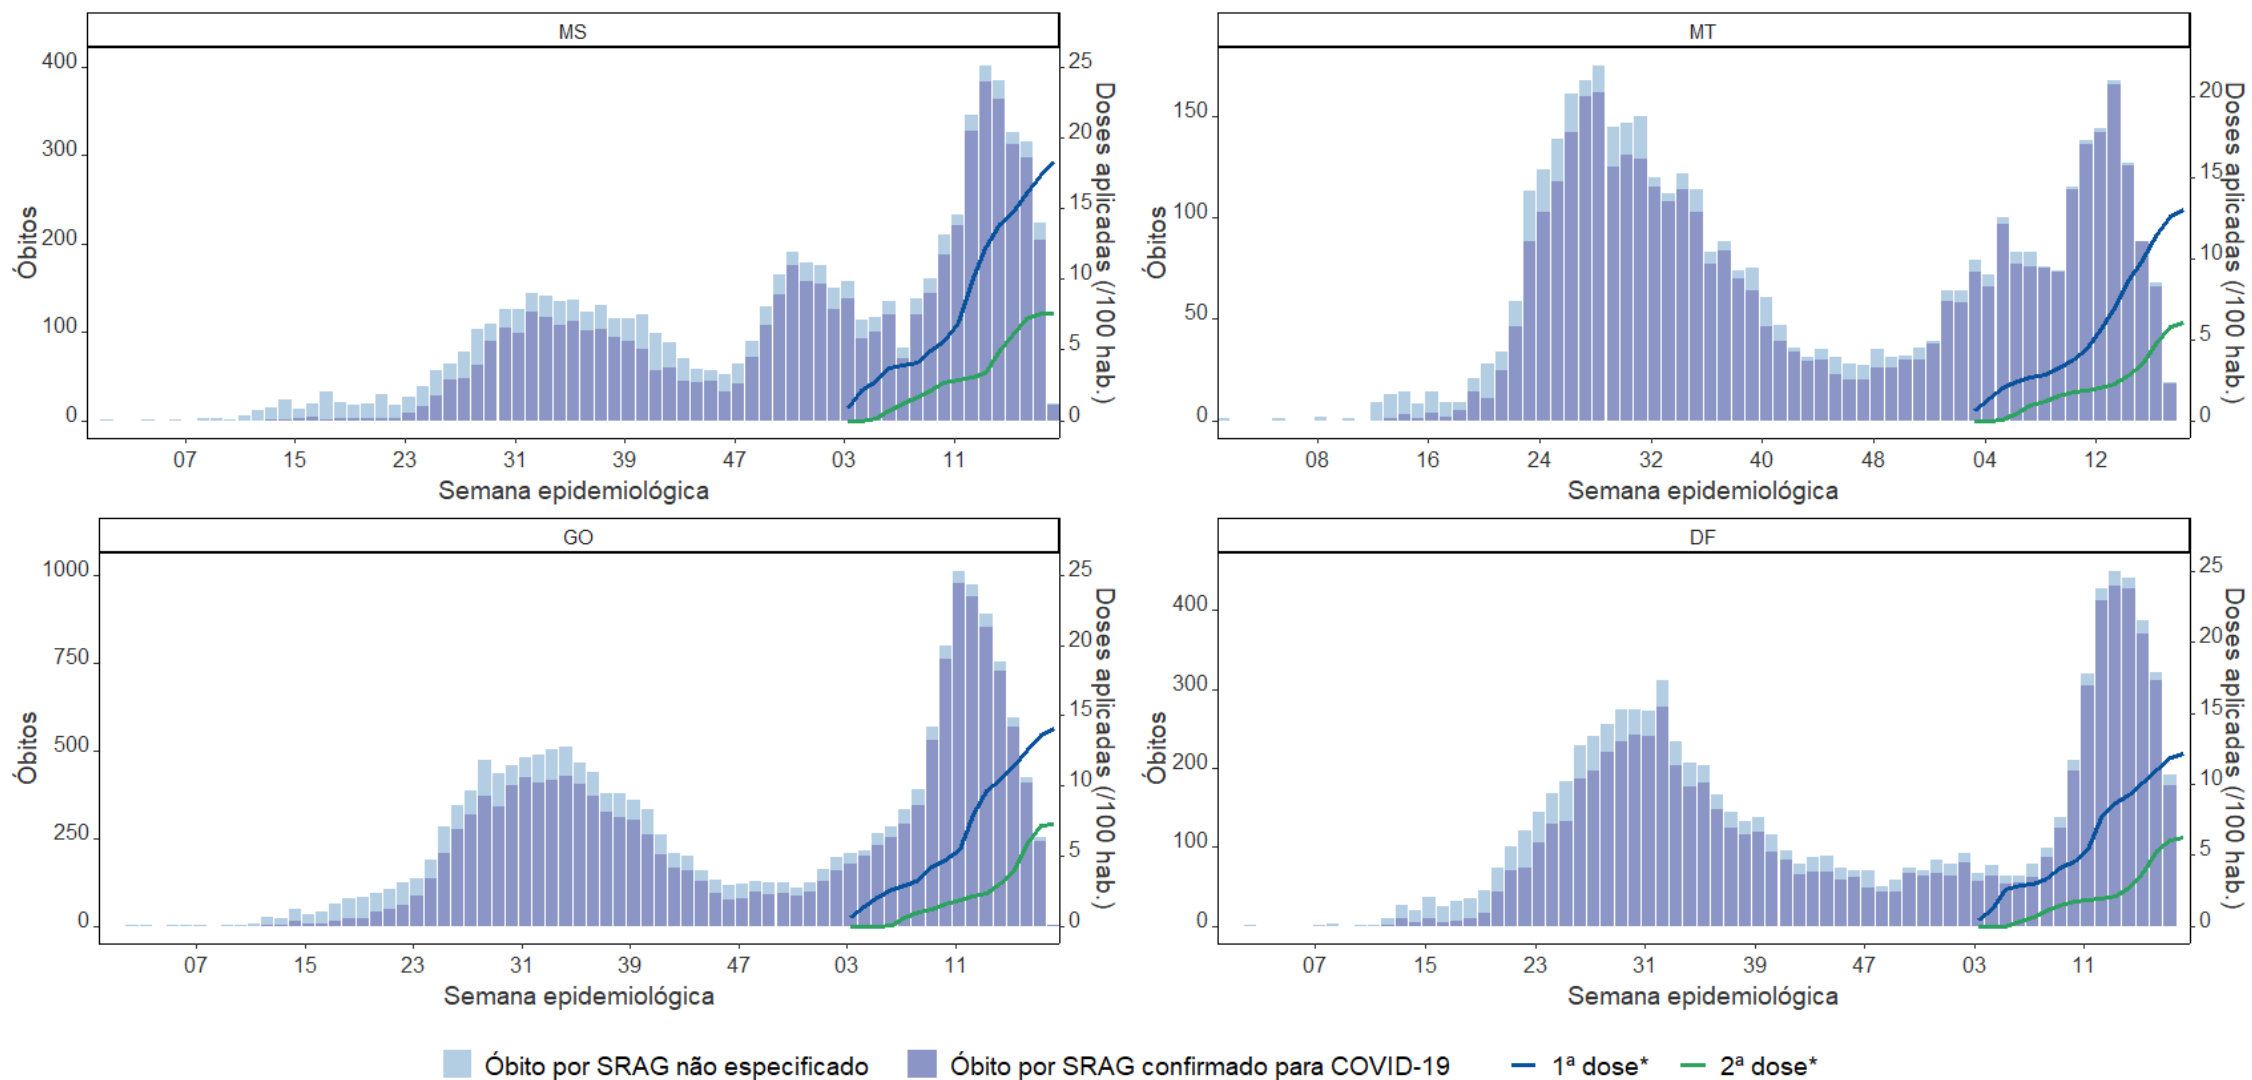 MS
400
300
200
100
0
Óbitos
25
20
15
10
5
0
Doses aplicadas (/100 hab.)
07 15 23 31 39 47 03 11
Semana epidemiológica
MT
150
100
50
0
Óbitos
20
15
10
5
0
Doses aplicadas (/100 hab.)
08 16 24 32 40 48 04 12
Semana epidemiológica
GO
1000
750
500
250
0
Óbitos
25
20
15
10
5
0
Doses aplicadas (/100 hab.)
07 15 23 31 39 47 03 11
Semana epidemiológica
DF
400
300
200
100
0
Óbitos
25
20
15
10
5
0
Doses aplicadas (/100 hab.)
07 15 23 31 39 47 03 11
Semana epidemiológica
Óbito por SRAG não especificado Óbito por SRAG confirmado para COVID-19 1ª dose* 2ª dose*